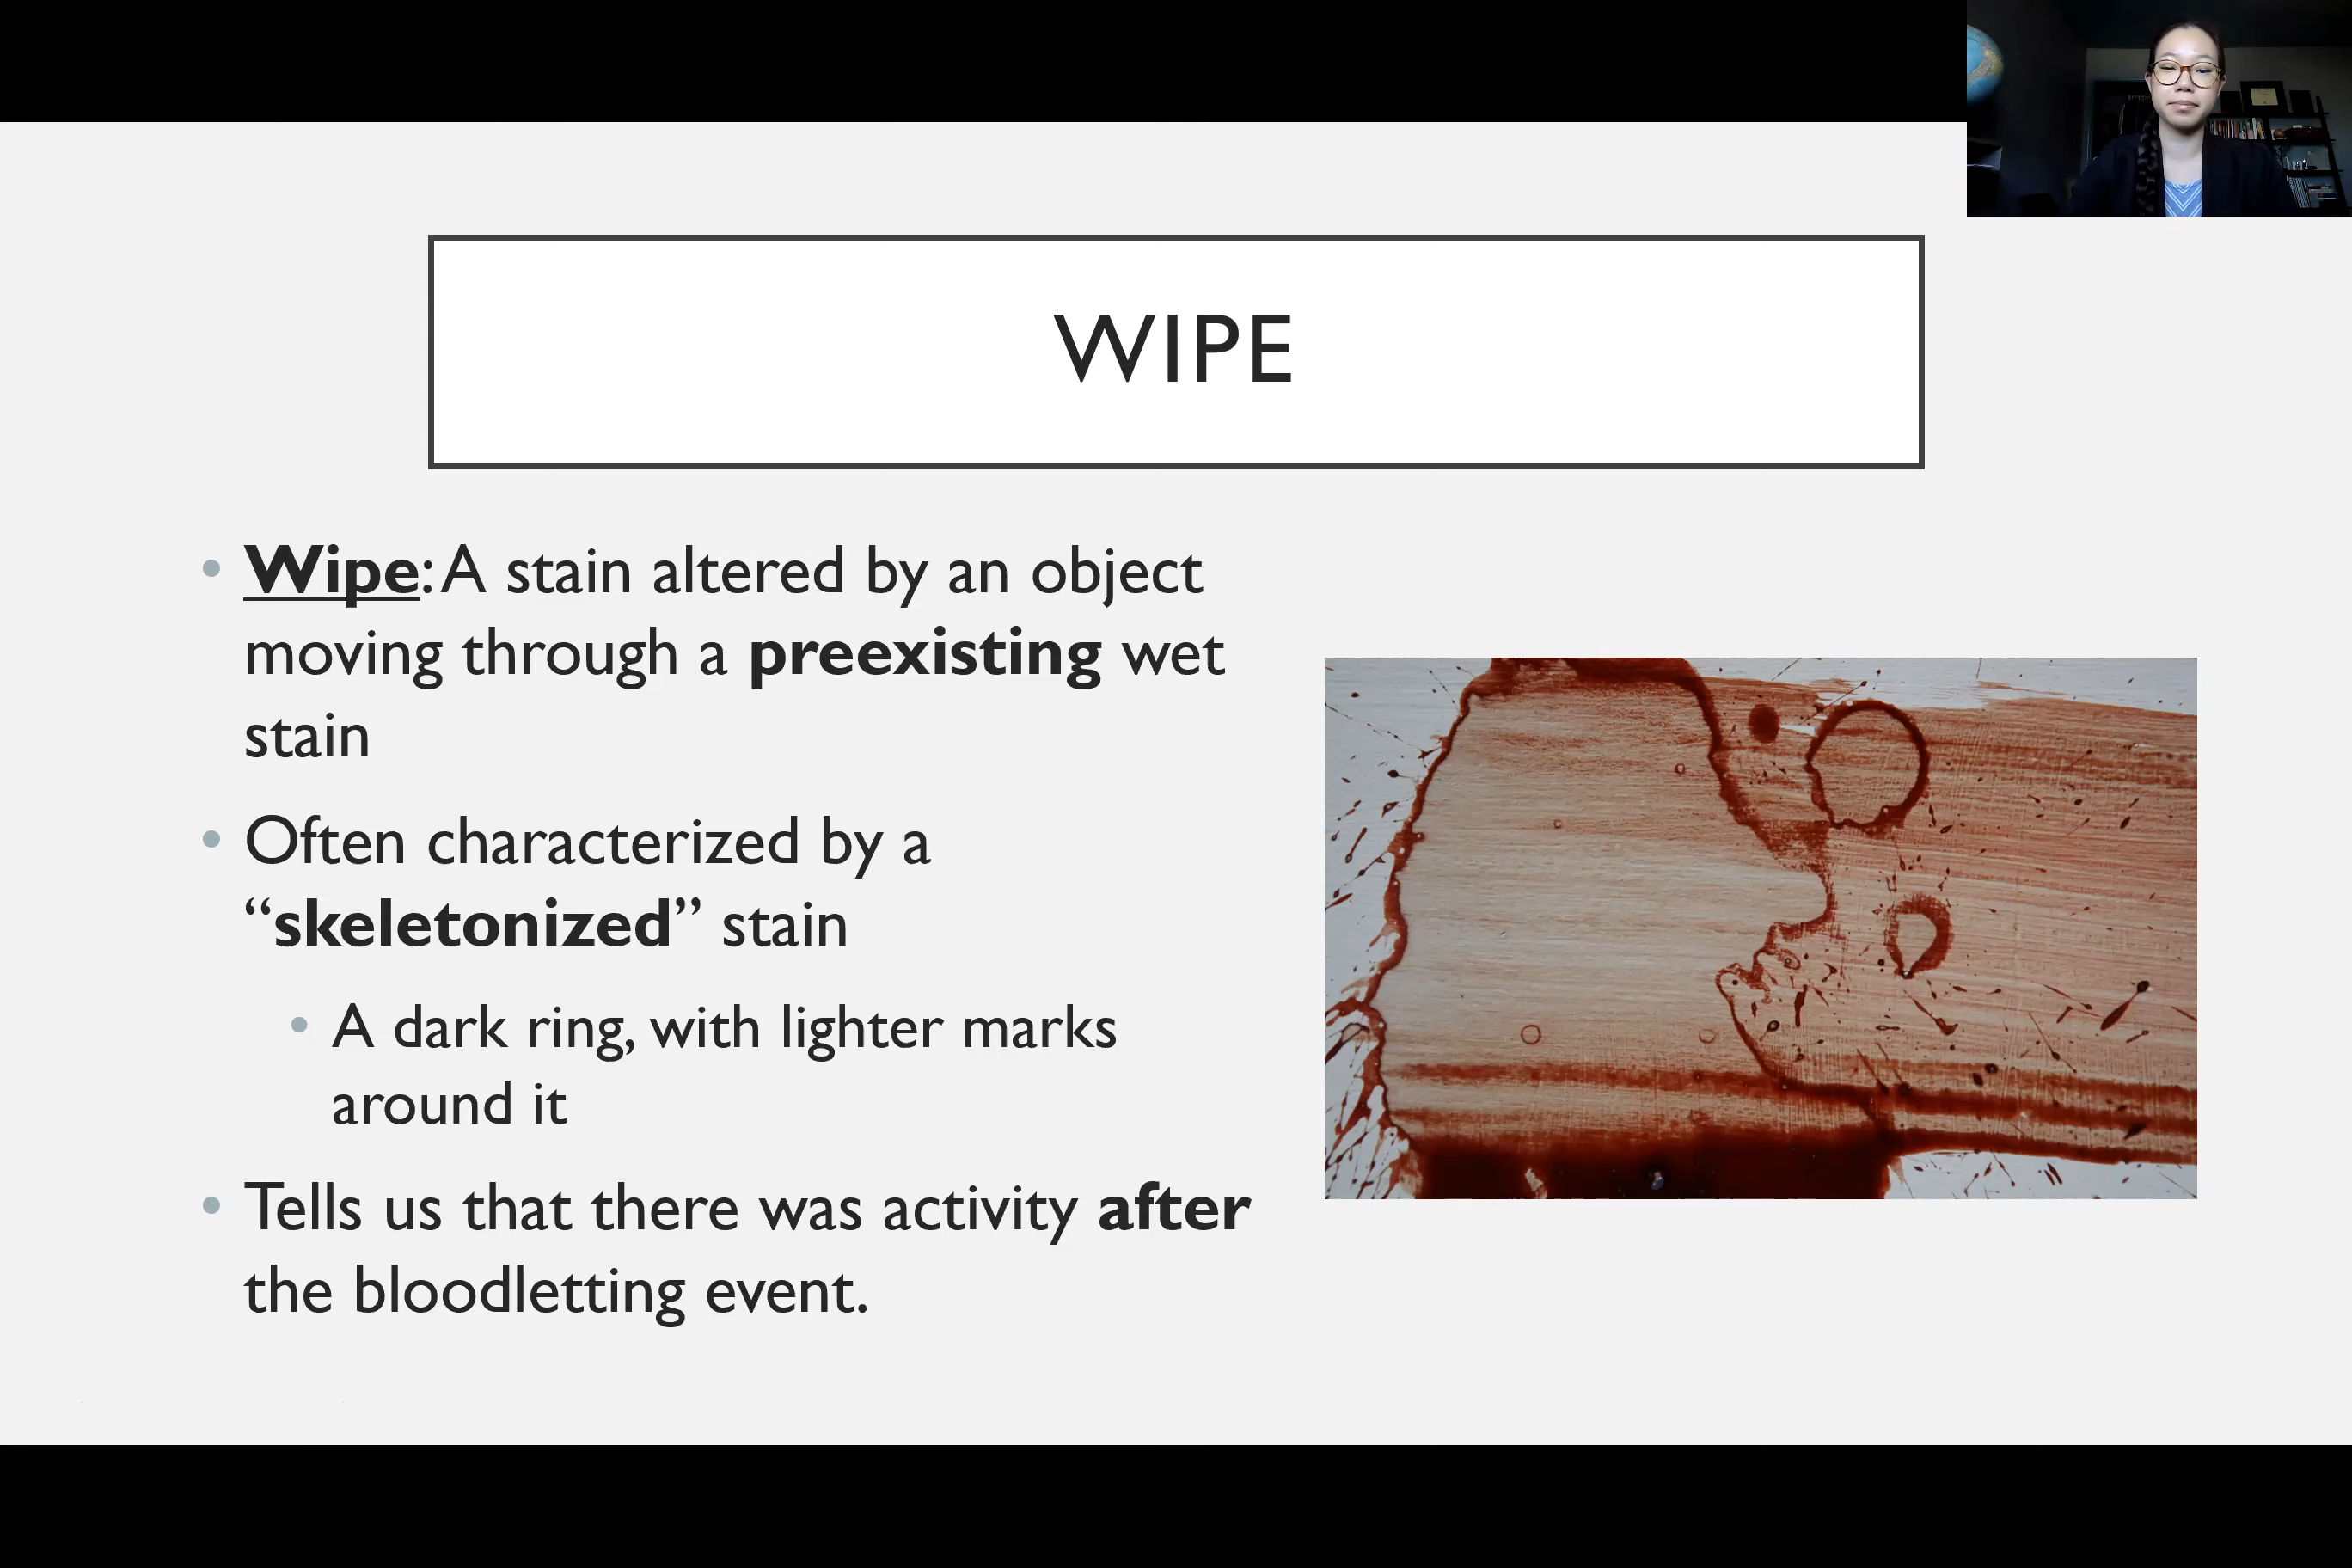 WIPE
• Wipe: A stain altered by an object
moving through a preexisting wet
stain
• Often characterized by a
“skeletonized” stain
• A dark ring, with lighter marks
around it
• Tells us that there was activity after
the bloodletting event.